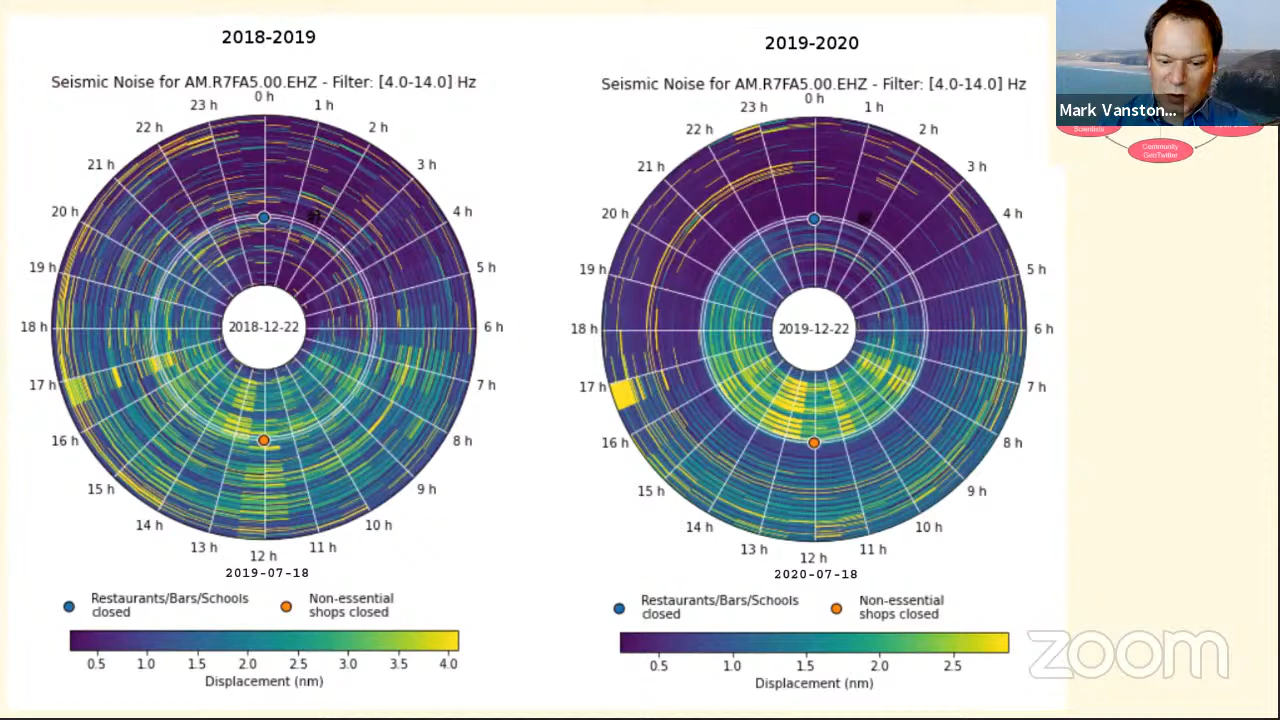 2018-2019
Seismic Noise for AM.R7FA5.00.EHZ - Filter: [4.0-14.0] Hz
0 h
1 h
2 h
3 h
4 h
5 h
6 h
7 h
8 h
9 h
10 h
11 h
12 h
13 h
14 h
15 h
16 h
17 h
18 h
19 h
20 h
21 h
22 h
23 h
2018-12-22
2019-07-18
Restaurants/Bars/Schools
closed
Non-essential
shops closed
0.5 1.0 1.5 2.0 2.5 3.0 3.5 4.0
Displacement (nm)
2019-2020
Seismic Noise for AM.R7FA5.00.EHZ - Filter: [4.0-14.0] Hz
0 h
1 h
2 h
3 h
4 h
5 h
6 h
7 h
8 h
9 h
10 h
11 h
12 h
13 h
14 h
15 h
16 h
17 h
18 h
19 h
20 h
21 h
22 h
23 h
2019-12-22
2020-07-18
Restaurants/Bars/Schools
closed
Non-essential
shops closed
0.5 1.0 1.5 2.0 2.5
Displacement (nm)
Mark Vanston...
Scientists
Community
GeoTwitter
zoom